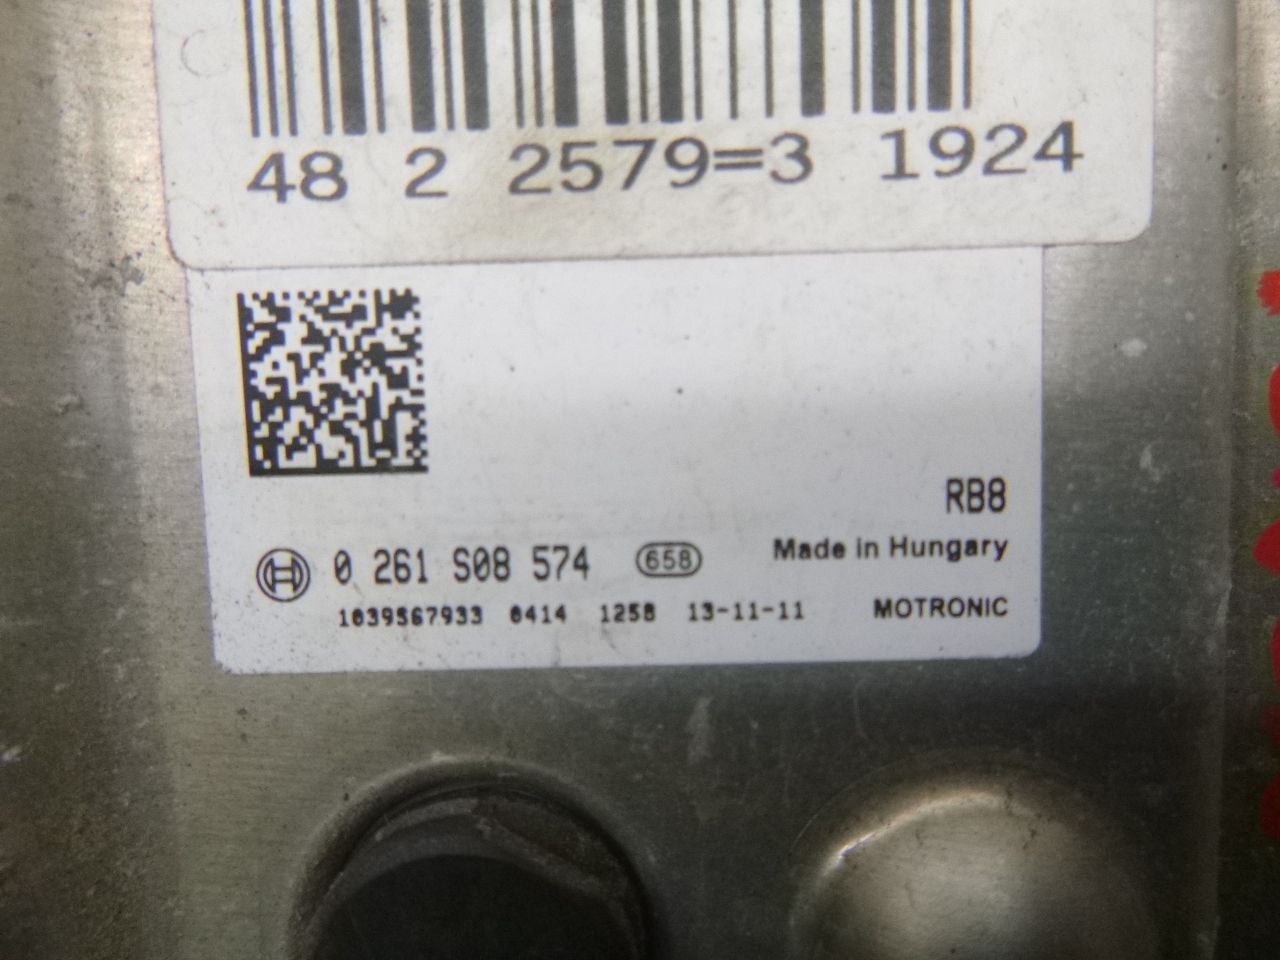 48 2 2579=3 1924
RB8
0 261 S08 574 658 Made in Hungary
1039S67933 0414 1258 13-11-11 MOTRONIC